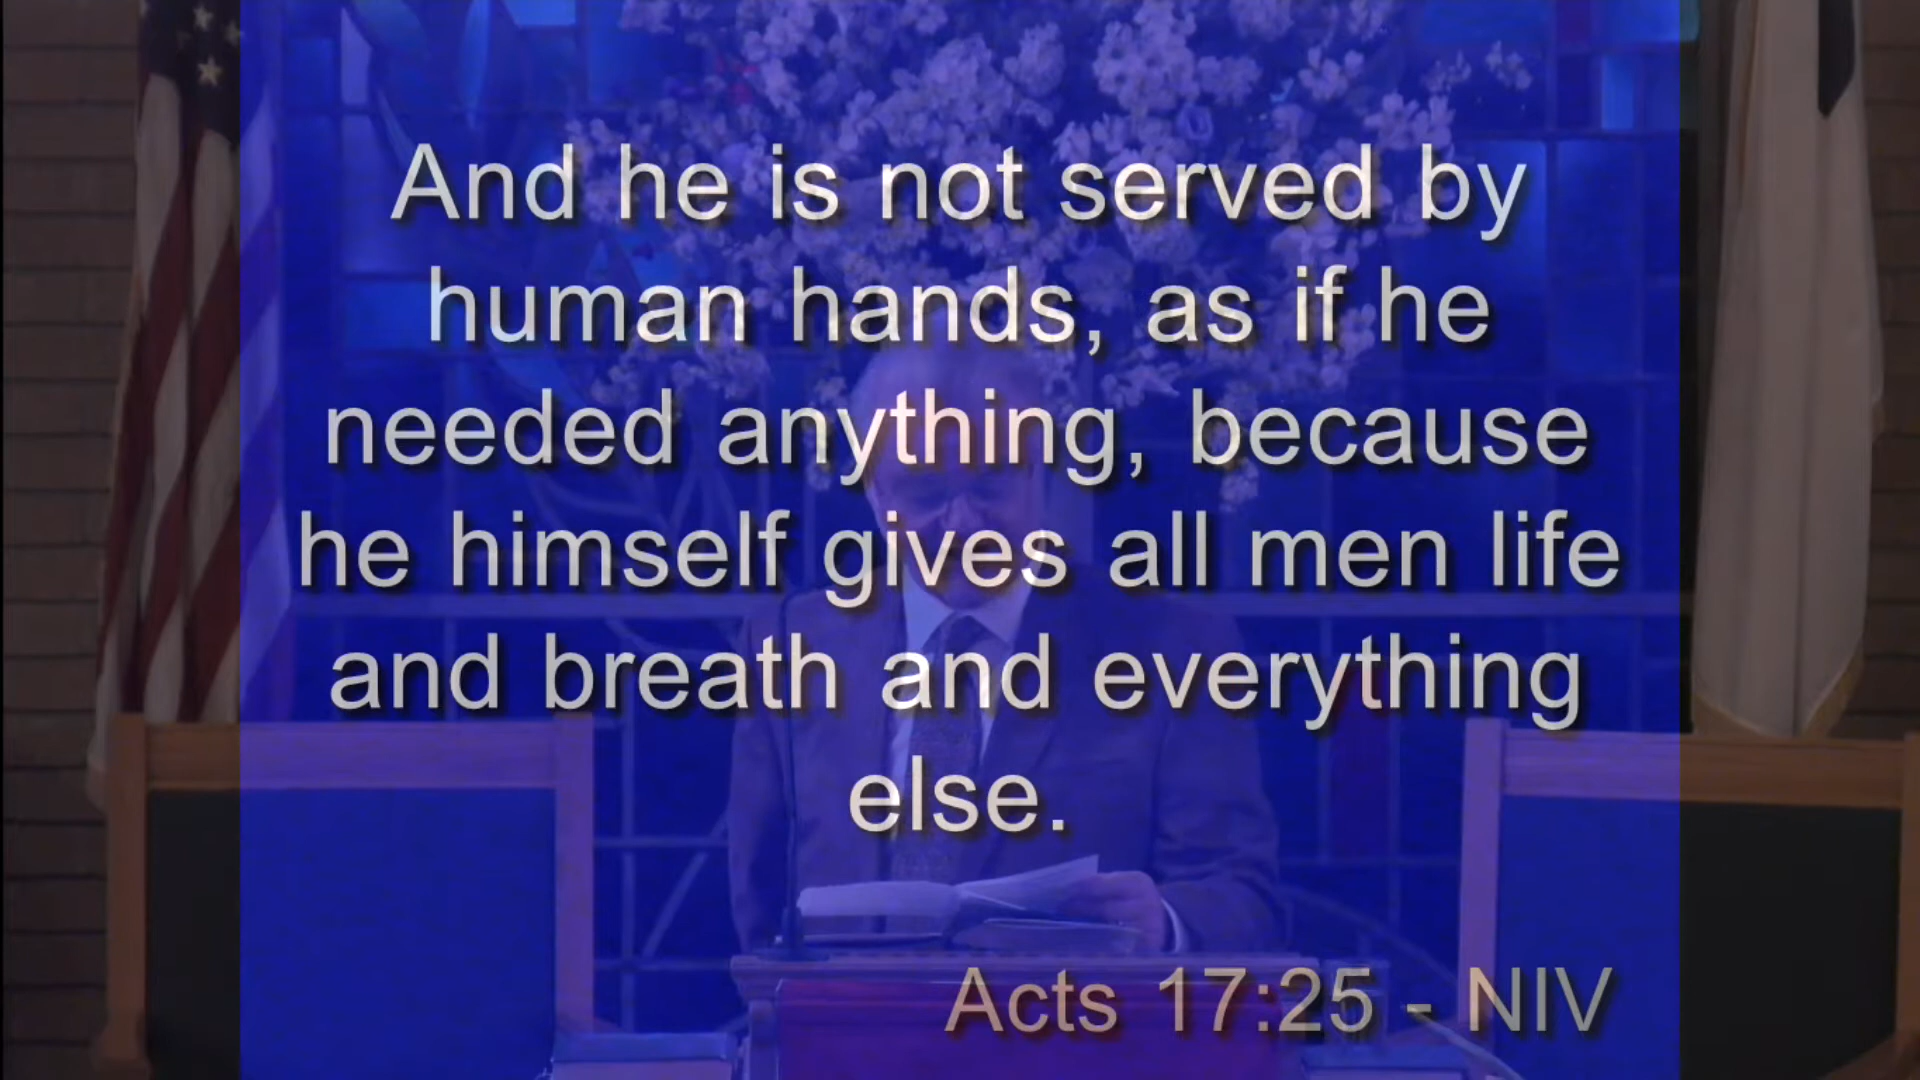 And he is not served by
human hands, as if he
needed anything, because
he himself gives all men life
and breath and everything
else.
Acts 17:25 - NIV